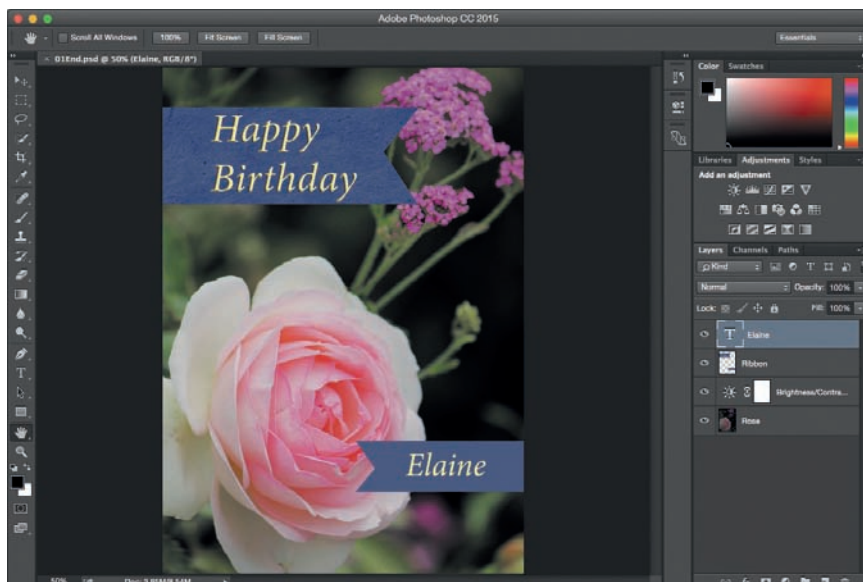 Adobe Photoshop CC 2015
Scroll All Windows 100% Fit Screen Fill Screen Essentials
× 01End.psd @ 50% (Elaine, RGB/8*)
Color Swatches
Happy
Birthday
Libraries Adjustments Styles
Add an adjustment
Layers Channels Paths
Kind
Normal Opacity: 100%
Lock: Fill: 100%
T Elaine
Ribbon
Brightness/Contra...
Rose
Elaine
50%